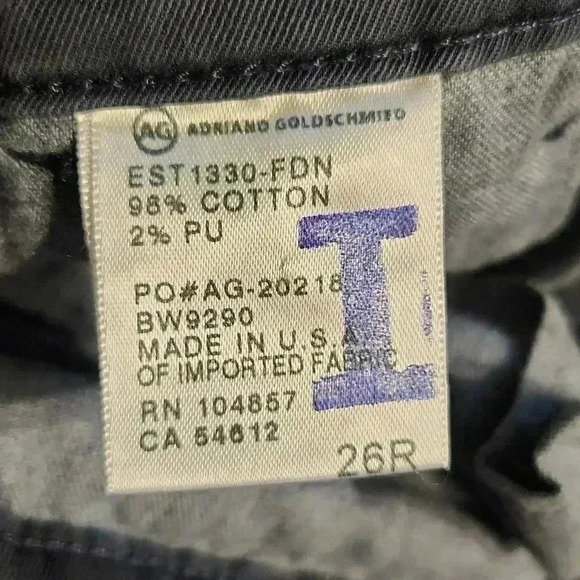 AG ADRIANO GOLDSCHMIED
EST1330-FDN
98% COTTON
2% PU
PO#AG-20218
BW9290
MADE IN U.S.A.
OF IMPORTED FABRIC
RN 104857
CA 54612
26R
I